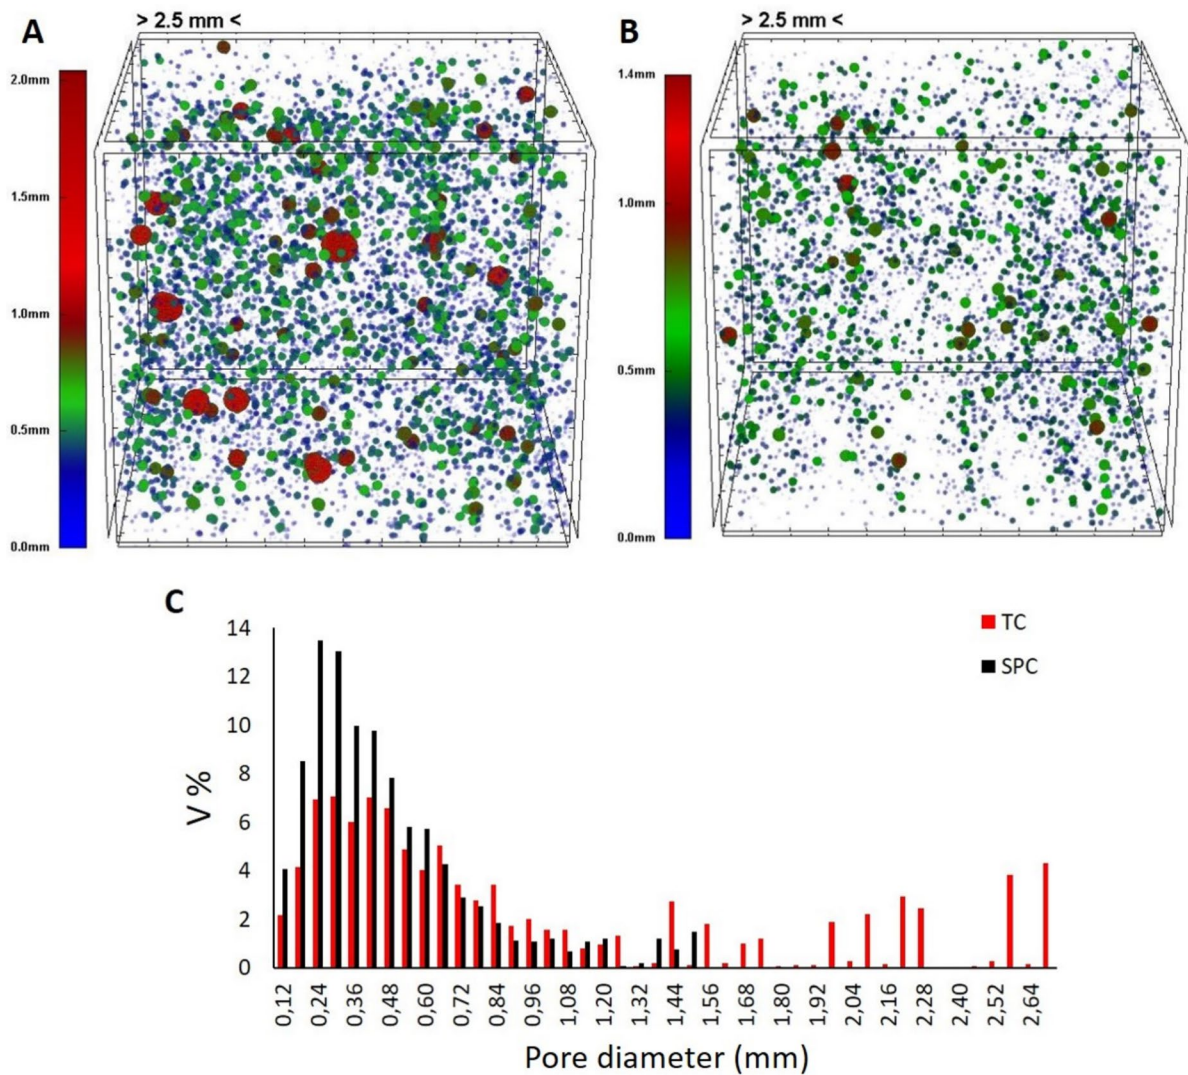 A
> 2.5 mm <
2.0mm
1.5mm
1.0mm
0.5mm
0.0mm
B
> 2.5 mm <
1.4mm
1.0mm
0.5mm
0.0mm
C
TC
SPC
V %
14
12
10
8
6
4
2
0
0,12
0,24
0,36
0,48
0,60
0,72
0,84
0,96
1,08
1,20
1,32
1,44
1,56
1,68
1,80
1,92
2,04
2,16
2,28
2,40
2,52
2,64
Pore diameter (mm)